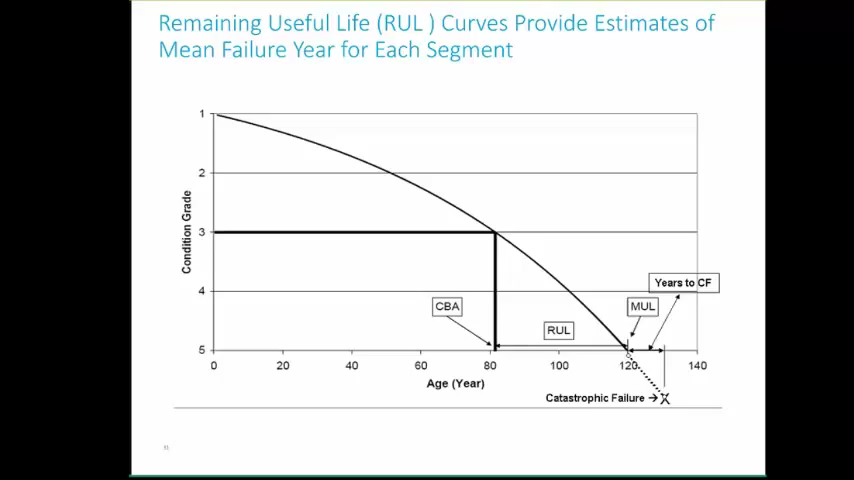 Remaining Useful Life (RUL ) Curves Provide Estimates of
Mean Failure Year for Each Segment
1
2
3
4
5
Condition Grade
CBA
RUL
MUL
Years to CF
0 20 40 60 80 100 120 140
Age (Year)
Catastrophic Failure